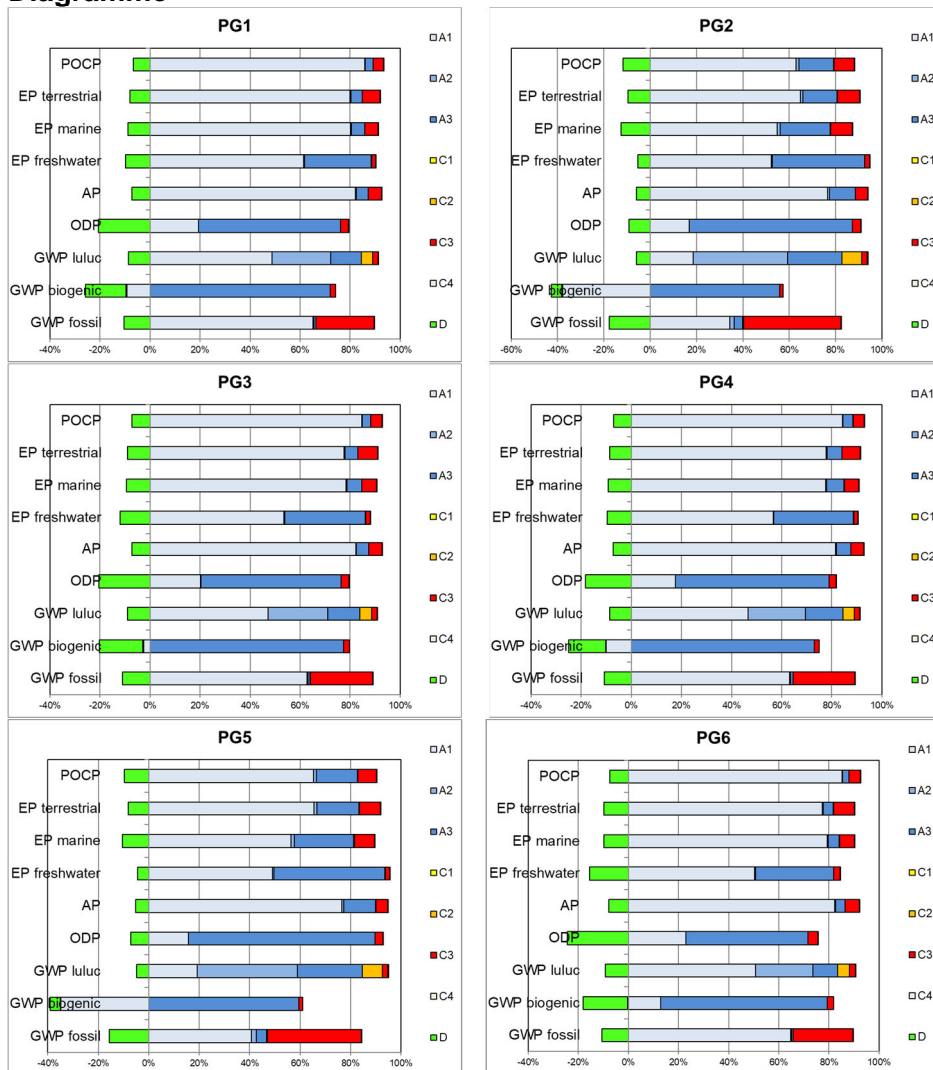 Diagramme
PG1
POCP
EP terrestrial
EP marine
EP freshwater
AP
ODP
GWP luluc
GWP biogenic
GWP fossil
-40% -20% 0% 20% 40% 60% 80% 100%
A1
A2
A3
C1
C2
C3
C4
D
PG2
POCP
EP terrestrial
EP marine
EP freshwater
AP
ODP
GWP luluc
GWP biogenic
GWP fossil
-60% -40% -20% 0% 20% 40% 60% 80% 100%
A1
A2
A3
C1
C2
C3
C4
D
PG3
POCP
EP terrestrial
EP marine
EP freshwater
AP
ODP
GWP luluc
GWP biogenic
GWP fossil
-40% -20% 0% 20% 40% 60% 80% 100%
A1
A2
A3
C1
C2
C3
C4
D
PG4
POCP
EP terrestrial
EP marine
EP freshwater
AP
ODP
GWP luluc
GWP biogenic
GWP fossil
-40% -20% 0% 20% 40% 60% 80% 100%
A1
A2
A3
C1
C2
C3
C4
D
PG5
POCP
EP terrestrial
EP marine
EP freshwater
AP
ODP
GWP luluc
GWP biogenic
GWP fossil
-40% -20% 0% 20% 40% 60% 80% 100%
A1
A2
A3
C1
C2
C3
C4
D
PG6
POCP
EP terrestrial
EP marine
EP freshwater
AP
ODP
GWP luluc
GWP biogenic
GWP fossil
-40% -20% 0% 20% 40% 60% 80% 100%
A1
A2
A3
C1
C2
C3
C4
D